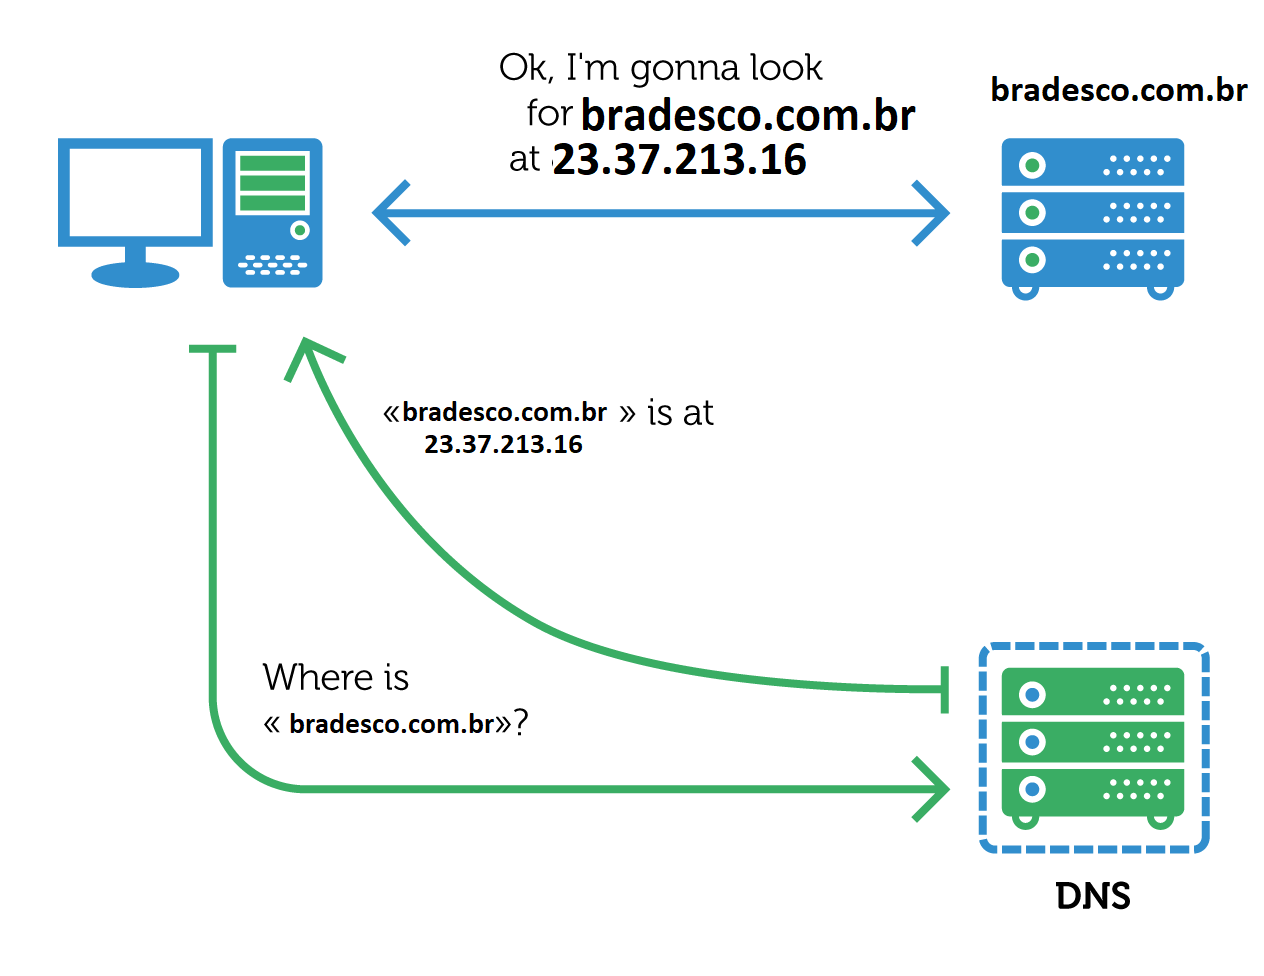 Ok, I'm gonna look
for bradesco.com.br
at 23.37.213.16
bradesco.com.br
«bradesco.com.br » is at
23.37.213.16
Where is
« bradesco.com.br»?
DNS